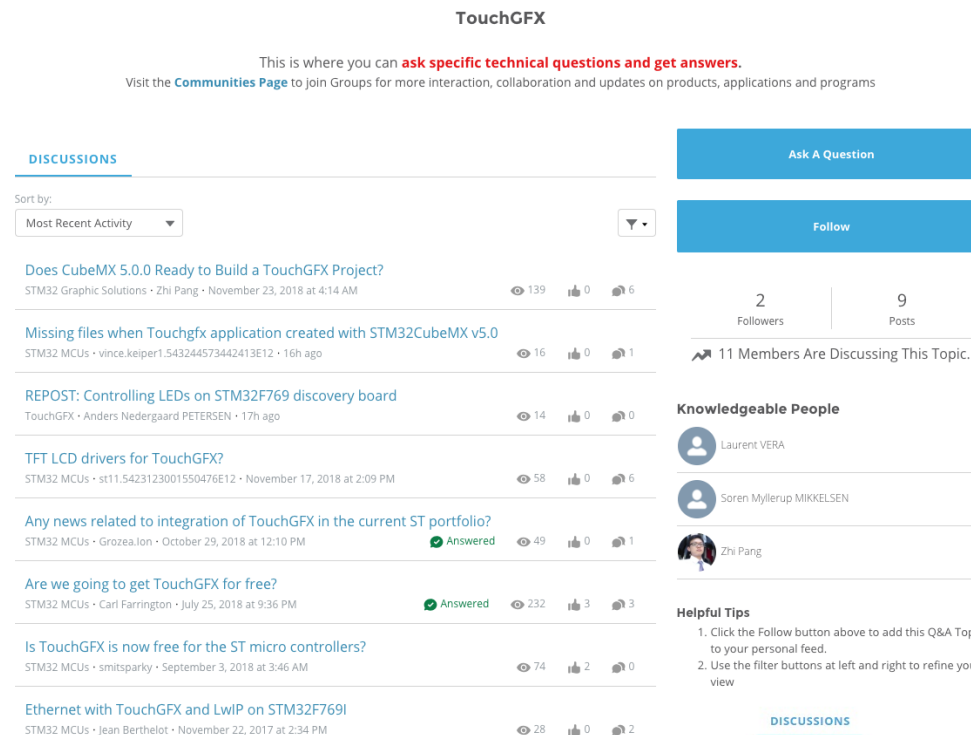 TouchGFX
This is where you can ask specific technical questions and get answers.
Visit the Communities Page to join Groups for more interaction, collaboration and updates on products, applications and programs
DISCUSSIONS
Sort by:
Most Recent Activity
Does CubeMX 5.0.0 Ready to Build a TouchGFX Project?
STM32 Graphic Solutions • Zhi Pang • November 23, 2018 at 4:14 AM 139 0 6
Missing files when Touchgfx application created with STM32CubeMX v5.0
STM32 MCUs • vince.keiper1.543244573442413E12 • 16h ago 16 0 1
REPOST: Controlling LEDs on STM32F769 discovery board
TouchGFX • Anders Nedergaard PETERSEN • 17h ago 14 0 0
TFT LCD drivers for TouchGFX?
STM32 MCUs • st11.5423123001550476E12 • November 17, 2018 at 2:09 PM 58 0 6
Any news related to integration of TouchGFX in the current ST portfolio?
STM32 MCUs • Grozea.Ion • October 29, 2018 at 12:10 PM Answered 49 0 1
Are we going to get TouchGFX for free?
STM32 MCUs • Carl Farrington • July 25, 2018 at 9:36 PM Answered 232 3 3
Is TouchGFX is now free for the ST micro controllers?
STM32 MCUs • smitsparky • September 3, 2018 at 3:46 AM 74 2 0
Ethernet with TouchGFX and LwIP on STM32F769I
STM32 MCUs • Jean Berthelot • November 22, 2017 at 2:34 PM 28 0 2
Ask A Question
Follow
2 9
Followers Posts
11 Members Are Discussing This Topic.
Knowledgeable People
Laurent VERA
Soren Myllerup MIKKELSEN
Zhi Pang
Helpful Tips
1. Click the Follow button above to add this Q&A Top
to your personal feed.
2. Use the filter buttons at left and right to refine you
view
DISCUSSIONS